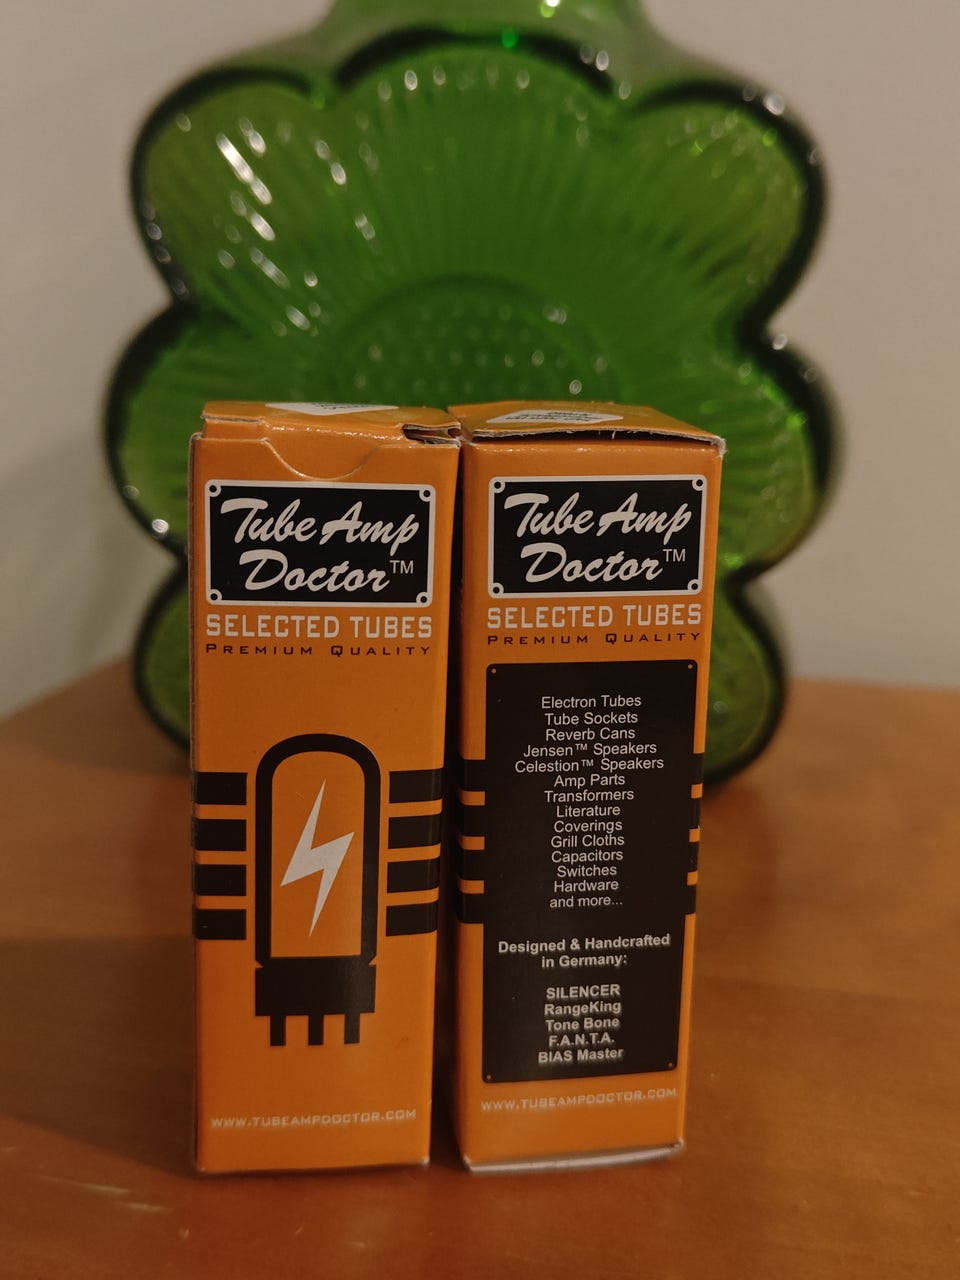 Tube Amp
Doctor™
SELECTED TUBES
PREMIUM QUALITY
WWW.TUBEAMPDOCTOR.COM
Tube Amp
Doctor™
SELECTED TUBES
PREMIUM QUALITY
Electron Tubes
Tube Sockets
Reverb Cans
Jensen™ Speakers
Celestion™ Speakers
Amp Parts
Transformers
Literature
Coverings
Grill Cloths
Capacitors
Switches
Hardware
and more...
Designed & Handcrafted
in Germany:
SILENCER
RangeKing
Tone Bone
F.A.N.T.A.
BIAS Master
WWW.TUBEAMPDOCTOR.COM